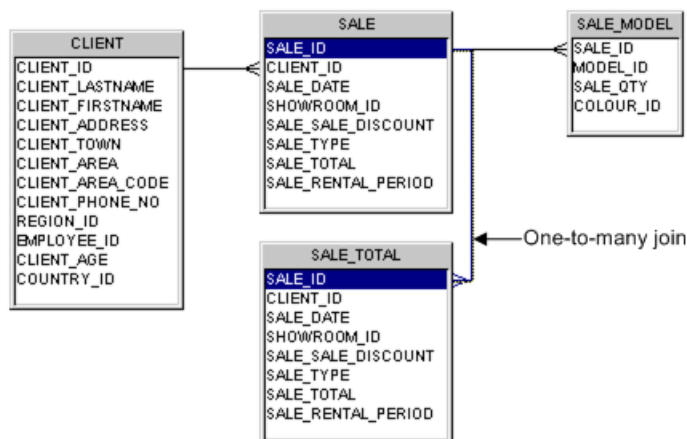 CLIENT
CLIENT_ID
CLIENT_LASTNAME
CLIENT_FIRSTNAME
CLIENT_ADDRESS
CLIENT_TOWN
CLIENT_AREA
CLIENT_AREA_CODE
CLIENT_PHONE_NO
REGION_ID
EMPLOYEE_ID
CLIENT_AGE
COUNTRY_ID
SALE
SALE_ID
CLIENT_ID
SALE_DATE
SHOWROOM_ID
SALE_SALE_DISCOUNT
SALE_TYPE
SALE_TOTAL
SALE_RENTAL_PERIOD
SALE_MODEL
SALE_ID
MODEL_ID
SALE_QTY
COLOUR_ID
One-to-many join
SALE_TOTAL
SALE_ID
CLIENT_ID
SALE_DATE
SHOWROOM_ID
SALE_SALE_DISCOUNT
SALE_TYPE
SALE_TOTAL
SALE_RENTAL_PERIOD